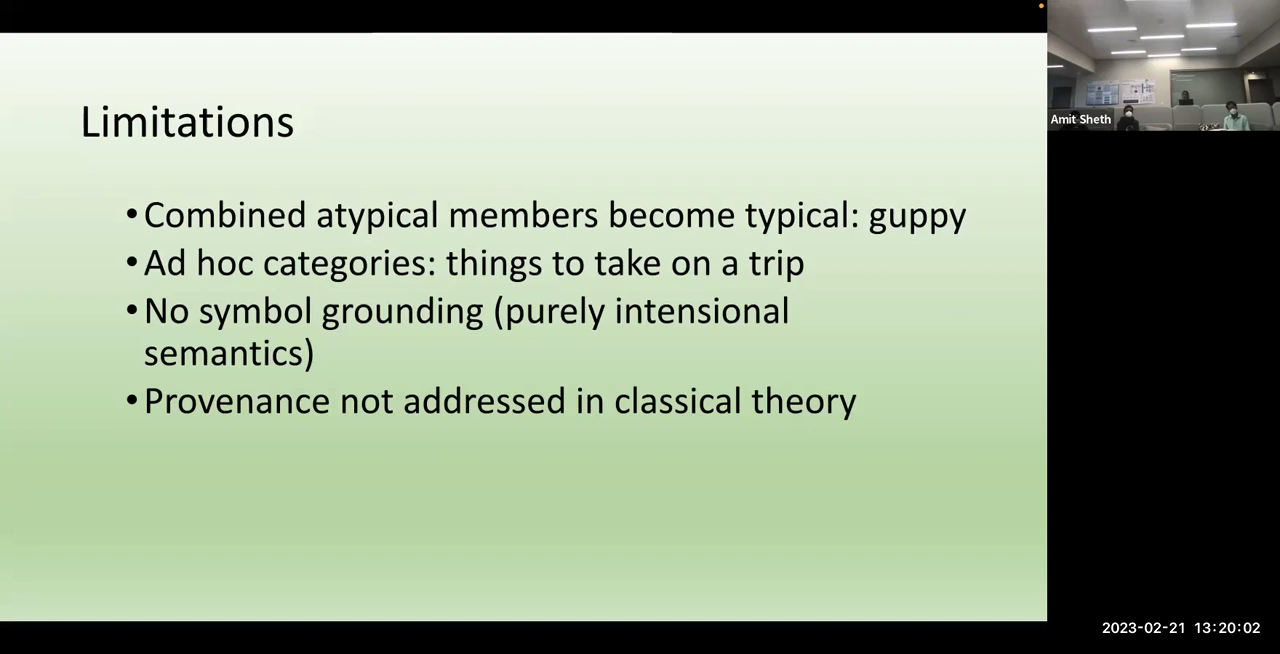 Limitations
• Combined atypical members become typical: guppy
• Ad hoc categories: things to take on a trip
• No symbol grounding (purely intensional
semantics)
• Provenance not addressed in classical theory
Amit Sheth
2023-02-21 13:20:02